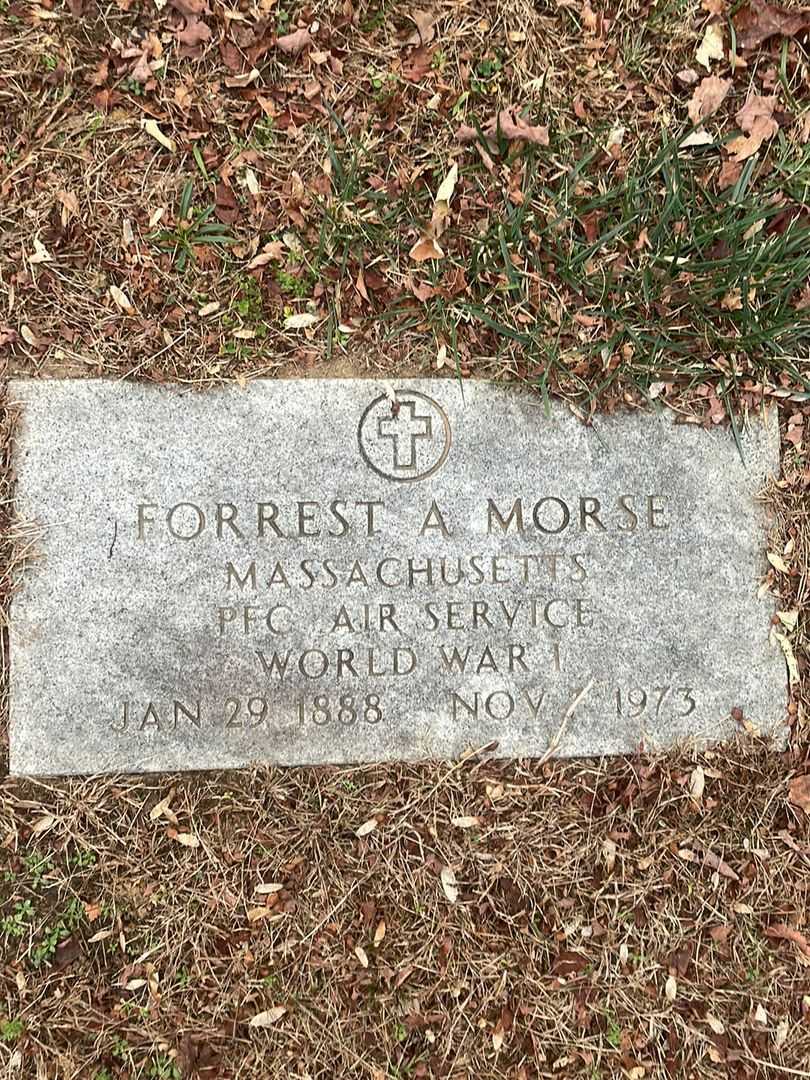 FORREST A MORSE
MASSACHUSETTS
PFC AIR SERVICE
WORLD WAR I
JAN 29 1888 NOV 1973